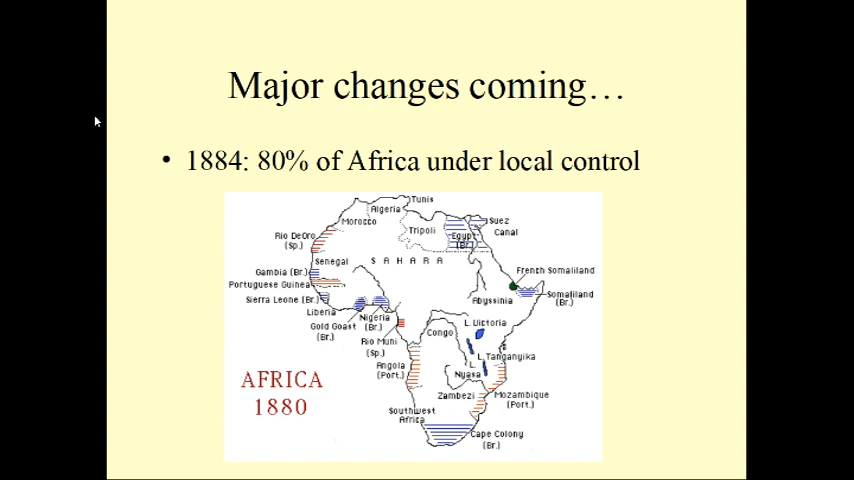 Major changes coming…
• 1884: 80% of Africa under local control
Tunis
Algeria
Morocco
Suez
Canal
Tripoli
Egypt
(Br)
Rio DeOro
(Sp.)
SAHARA
Senegal
Gambia (Br.)
Portuguese Guinea
Sierra Leone (Br.)
Liberia
Gold Goast
(Br.)
Nigeria
(Br.)
Rio Muni
(Sp.)
French Somaliland
Somaliland
(Br.)
Abyssinia
Congo
L. Victoria
L. Tanganyika
L.
Nyasa
Angola
(Port.)
Zambezi
Mozambique
(Port.)
Southwest
Africa
Cape Colony
(Br.)
AFRICA
1880